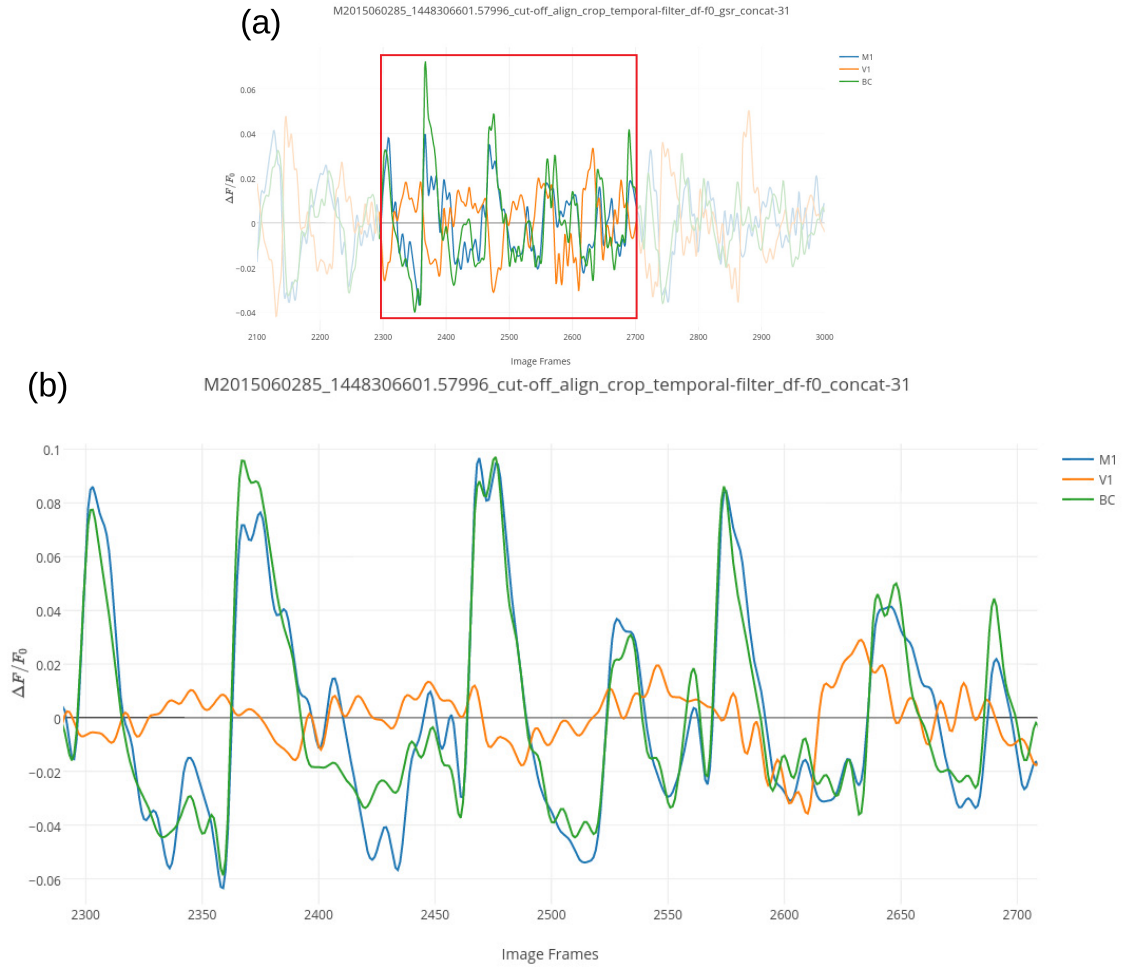 (a)
M2015060285_1448306601.57996_cut-off_align_crop_temporal-filter_df-f0_gsr_concat-31
M1
V1
BC
0.06
0.04
0.02
0
−0.02
−0.04
ΔF/F0
2100 2200 2300 2400 2500 2600 2700 2800 2900 3000
Image Frames
(b)
M2015060285_1448306601.57996_cut-off_align_crop_temporal-filter_df-f0_concat-31
M1
V1
BC
0.1
0.08
0.06
0.04
0.02
0
−0.02
−0.04
−0.06
ΔF/F0
2300 2350 2400 2450 2500 2550 2600 2650 2700
Image Frames